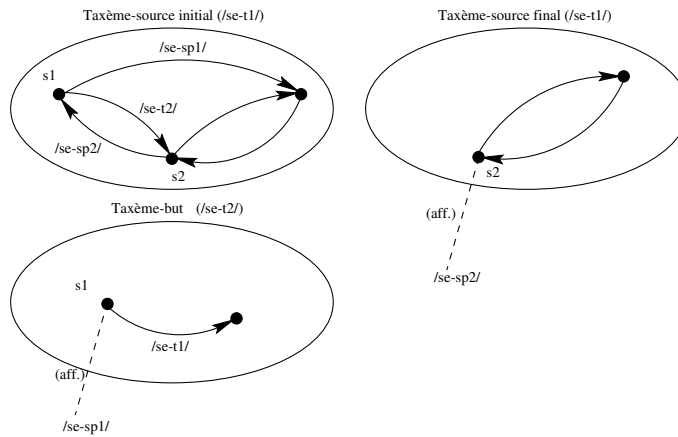 Taxème-source initial (/se-t1/)
/se-sp1/
s1
/se-t2/
/se-sp2/
s2
Taxème-source final (/se-t1/)
s2
(aff.)
/se-sp2/
Taxème-but (/se-t2/)
s1
/se-t1/
(aff.)
/se-sp1/